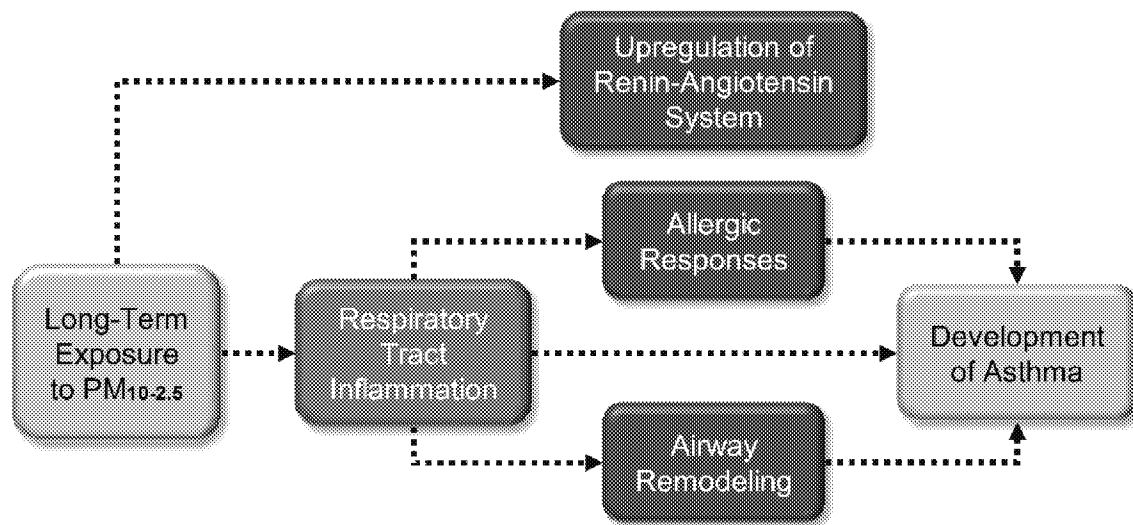 Upregulation of
Renin-Angiotensin
System
Allergic
Responses
Long-Term
Exposure
to PM10-2.5
Respiratory
Tract
Inflammation
Development
of Asthma
Airway
Remodeling